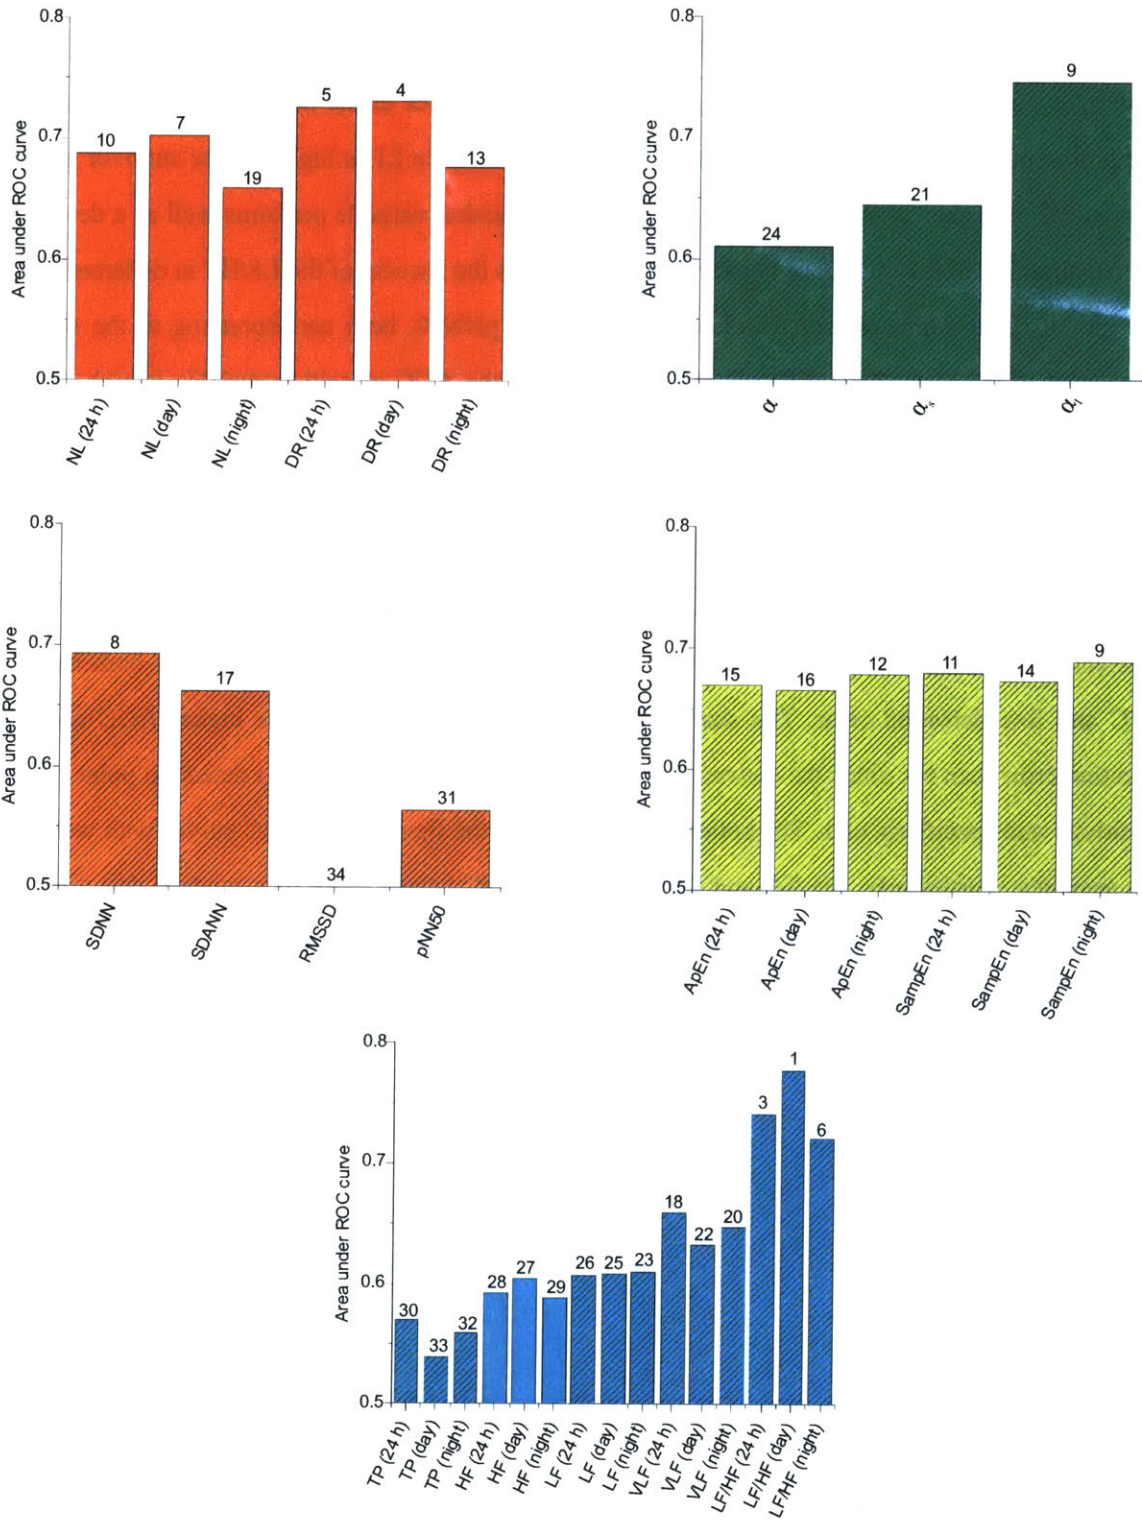 0.8
0.7
0.6
0.5
Area under ROC curve
10
7
19
5
4
13
NL (24 h)
NL (day)
NL (night)
DR (24 h)
DR (day)
DR (night)
0.8
0.7
0.6
0.5
Area under ROC curve
24
21
9
α
αs
α1
0.8
0.7
0.6
0.5
Area under ROC curve
8
17
34
31
SDNN
SDANN
RMSSD
pNN50
0.8
0.7
0.6
0.5
Area under ROC curve
15
16
12
11
14
9
ApEn (24 h)
ApEn (day)
ApEn (night)
SampEn (24 h)
SampEn (day)
SampEn (night)
0.8
0.7
0.6
0.5
Area under ROC curve
30
33
32
28
27
29
26
25
23
18
22
20
3
1
6
TP (24 h)
TP (day)
TP (night)
HF (24 h)
HF (day)
HF (night)
LF (24 h)
LF (day)
LF (night)
VLF (24 h)
VLF (day)
VLF (night)
LF/HF (24 h)
LF/HF (day)
LF/HF (night)